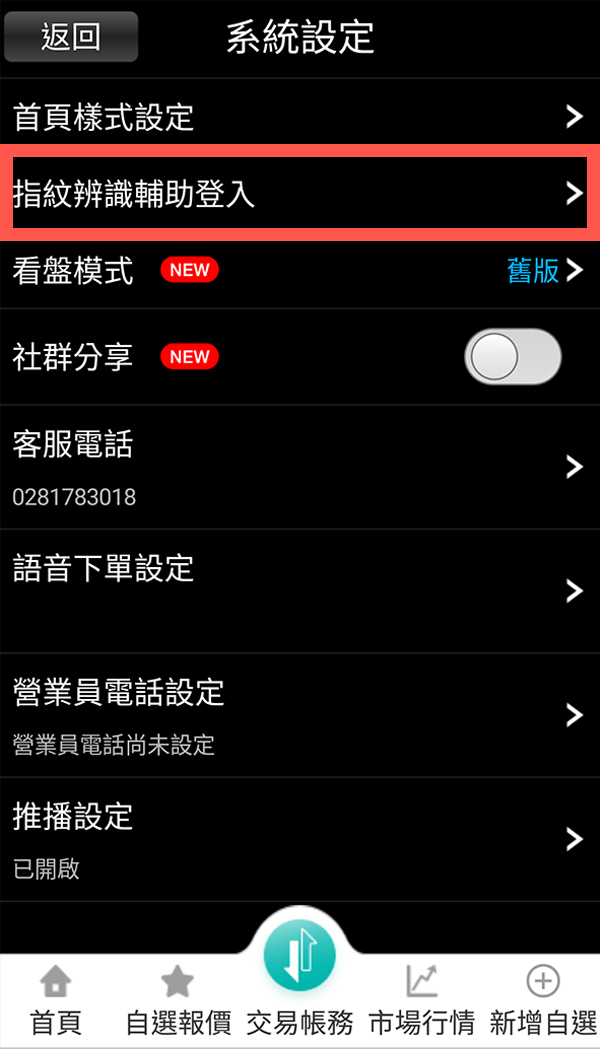 返回
系統設定
首頁樣式設定
指紋辨識輔助登入
看盤模式 NEW 舊版
社群分享 NEW
客服電話
0281783018
語音下單設定
營業員電話設定
營業員電話尚未設定
推播設定
已開啟
首頁 自選報價 交易帳務 市場行情 新增自選